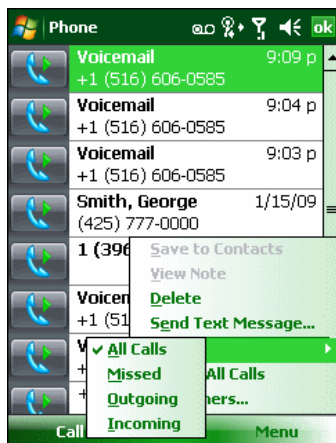 Phone
ok
Voicemail 9:09 p
+1 (516) 606-0585
Voicemail 9:04 p
+1 (516) 606-0585
Voicemail 9:03 p
+1 (516) 606-0585
Smith, George 1/15/09
(425) 777-0000
1 (396
Save to Contacts
View Note
Voicen
Delete
+1 (51
Send Text Message...
V
All Calls
+
Missed
All Calls
+
Outgoing
ers...
Incoming
Call
Menu